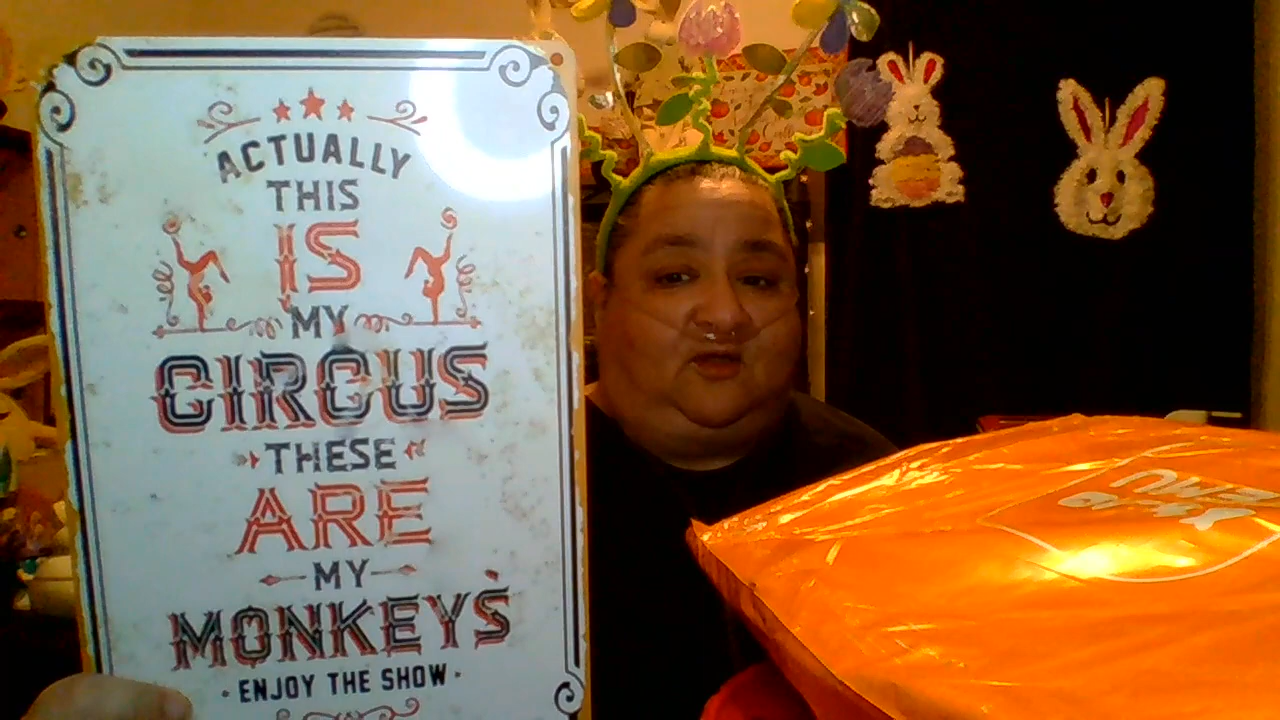 ACTUALLY
THIS
IS
MY
CIRCUS
THESE
ARE
MY
MONKEYS
ENJOY THE SHOW